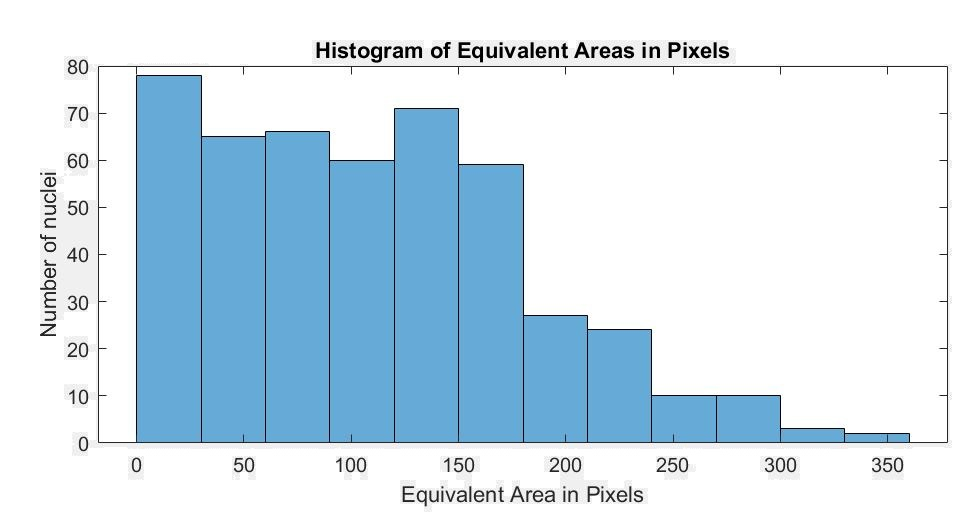 Histogram of Equivalent Areas in Pixels
80
70
60
50
40
30
20
10
0
Number of nuclei
0 50 100 150 200 250 300 350
Equivalent Area in Pixels